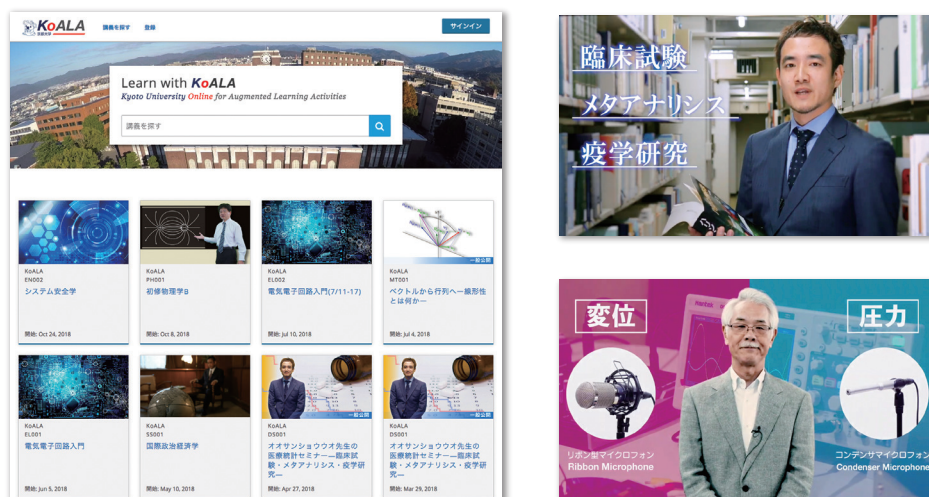 KoALA
京都大学
講義を探す
登録
サインイン
Learn with KoALA
Kyoto University Online for Augmented Learning Activities
講義を探す
KoALA
EN002
システム安全学
開始: Oct 24, 2018
KoALA
PH001
初修物理学B
開始: Oct 8, 2018
KoALA
EL002
電気電子回路入門(7/11-17)
開始: Jul 10, 2018
一般公開
KoALA
MT001
ベクトルから行列へー線形性
とは何かー
開始: Jul 4, 2018
KoALA
EL001
電気電子回路入門
開始: Jun 5, 2018
KoALA
SS001
国際政治経済学
開始: May 10, 2018
一般公開
KoALA
DS001
オオサンショウウオ先生の
医療統計セミナー―臨床試
験・メタアナリシス・疫学研
究―
開始: Apr 27, 2018
一般公開
KoALA
DS001
オオサンショウウオ先生の
医療統計セミナー―臨床試
験・メタアナリシス・疫学研
究―
開始: Mar 29, 2018
臨床試験
メタアナリシス
疫学研究
変位
圧力
リボン型マイクロフォン
Ribbon Microphone
コンデンサマイクロフォン
Condenser Microphone